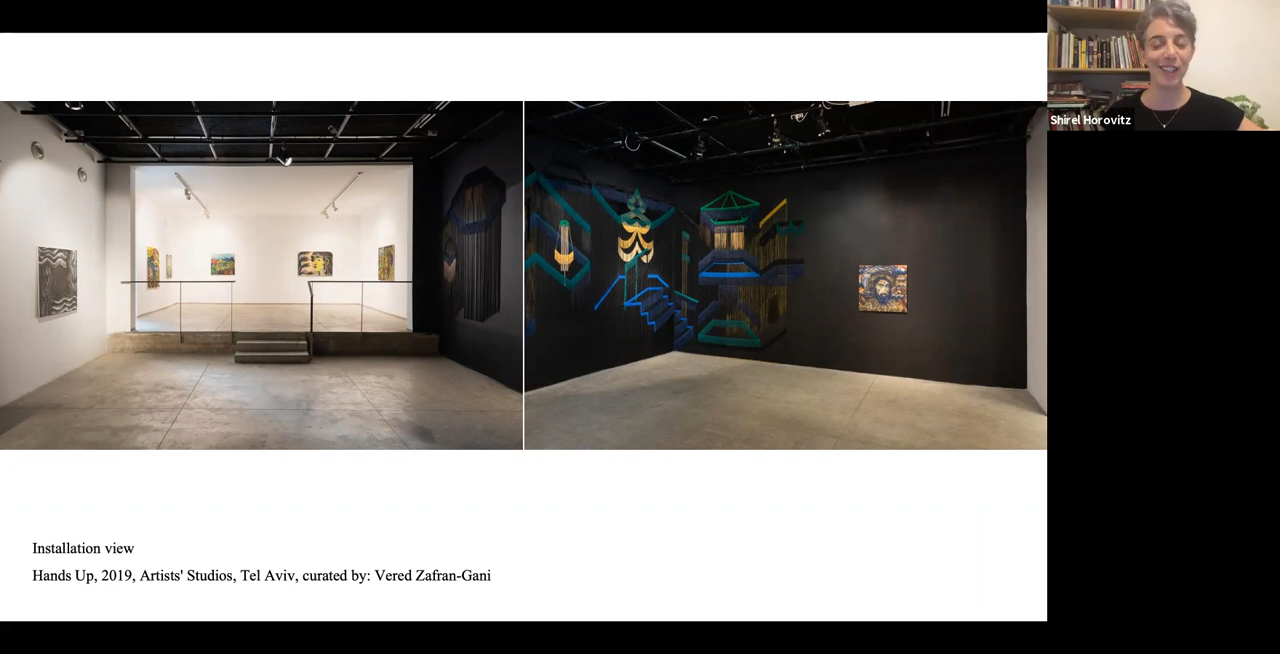 Shirel Horovitz
Installation view
Hands Up, 2019, Artists' Studios, Tel Aviv, curated by: Vered Zafran-Gani